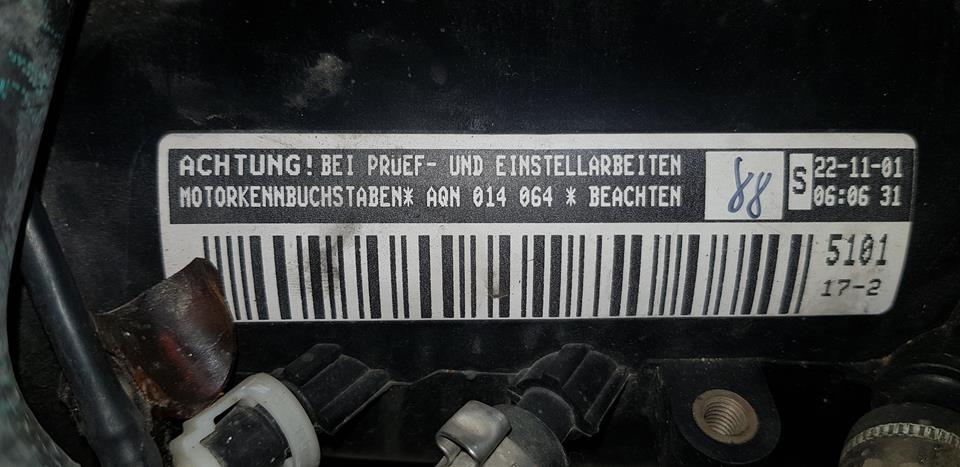 ACHTUNG! BEI PRUEF- UND EINSTELLARBEITEN
MOTORKENNBUCHSTABEN* AQN 014 064 * BEACHTEN
88
S
22-11-01
06:06 31
5101
17-2